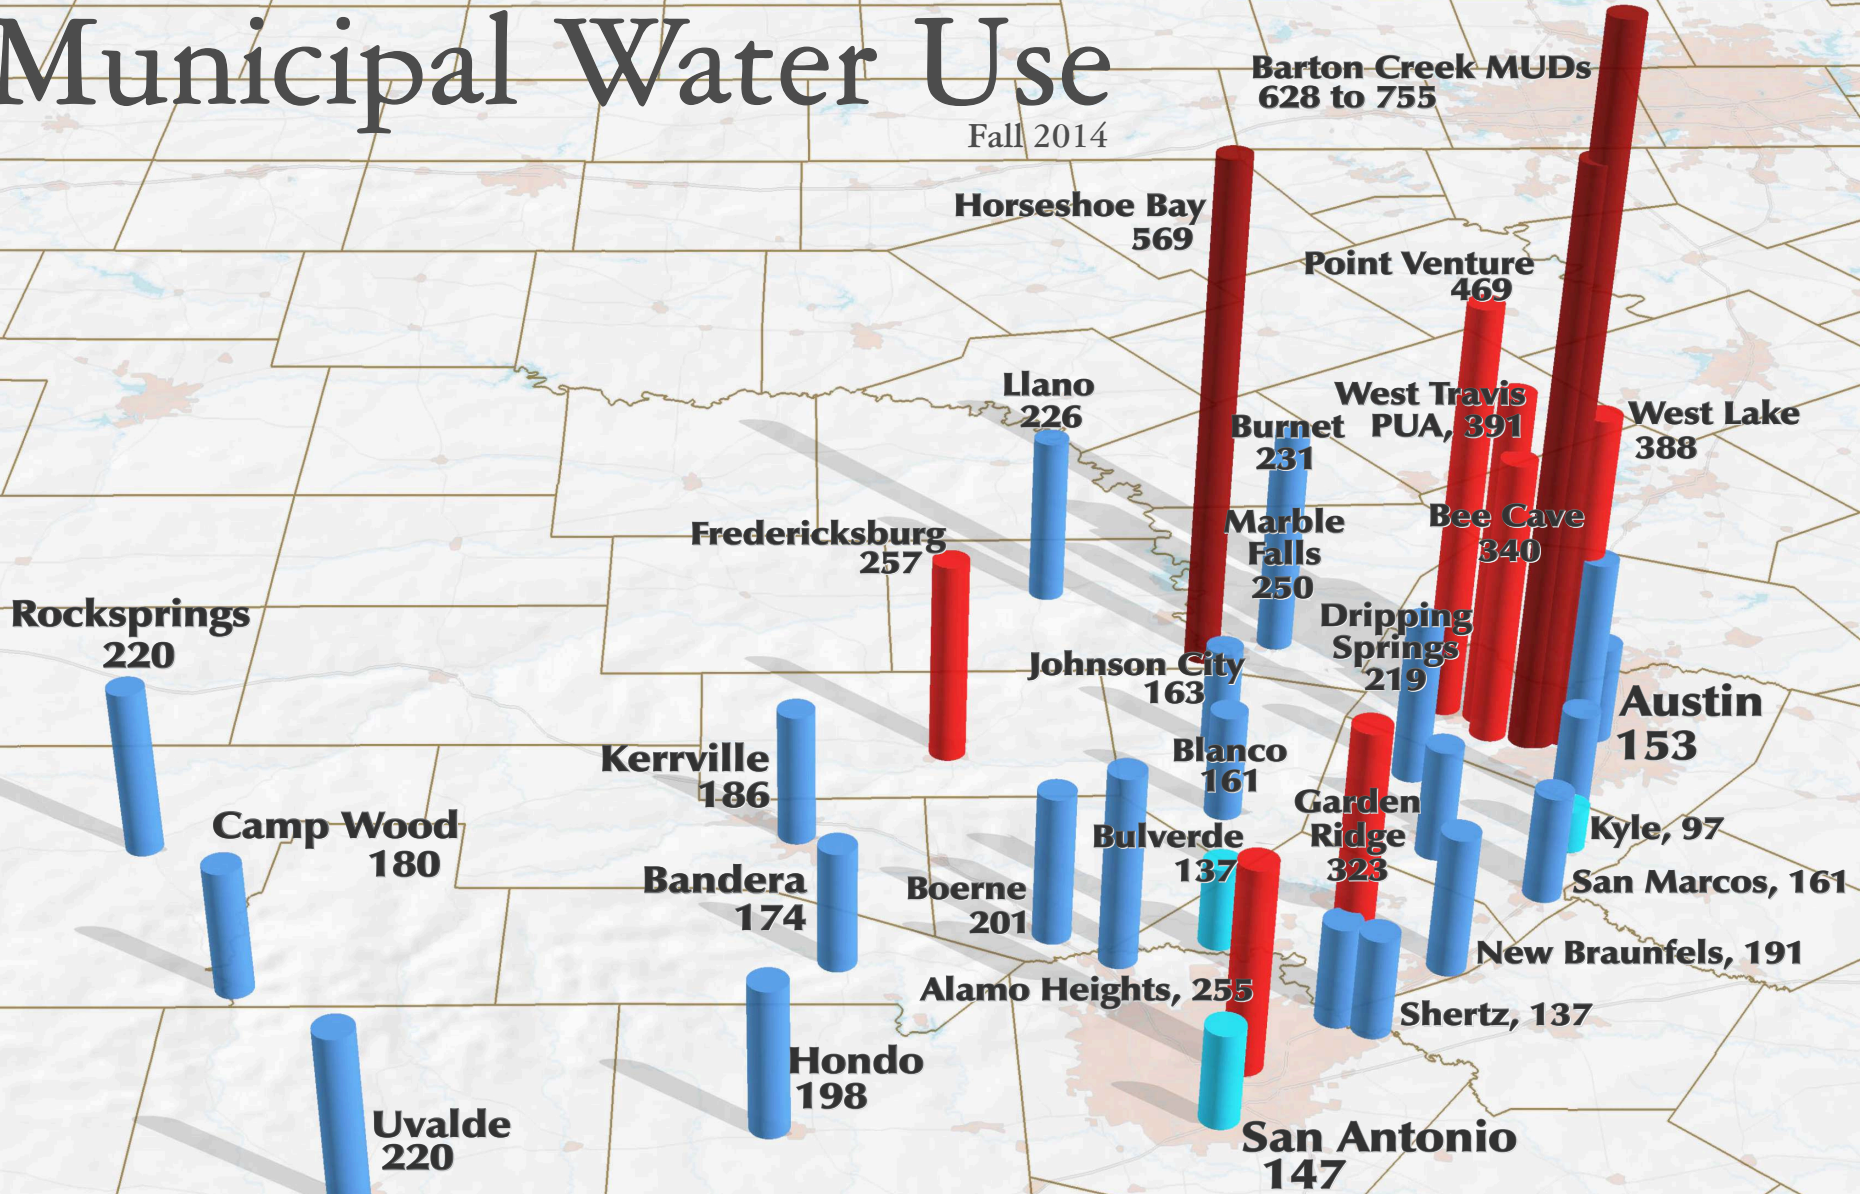 Municipal Water Use
Fall 2014
Barton Creek MUDs
628 to 755
Horseshoe Bay
569
Point Venture
469
Llano
226
Burnet
231
West Travis
PUA, 391
West Lake
388
Fredericksburg
257
Marble
Falls
250
Bee Cave
340
Rocksprings
220
Johnson City
163
Dripping
Springs
219
Austin
153
Kerrville
186
Blanco
161
Camp Wood
180
Garden
Ridge
323
Kyle, 97
Bulverde
137
Bandera
174
Boerne
201
San Marcos, 161
New Braunfels, 191
Alamo Heights, 255
Shertz, 137
Hondo
198
Uvalde
220
San Antonio
147